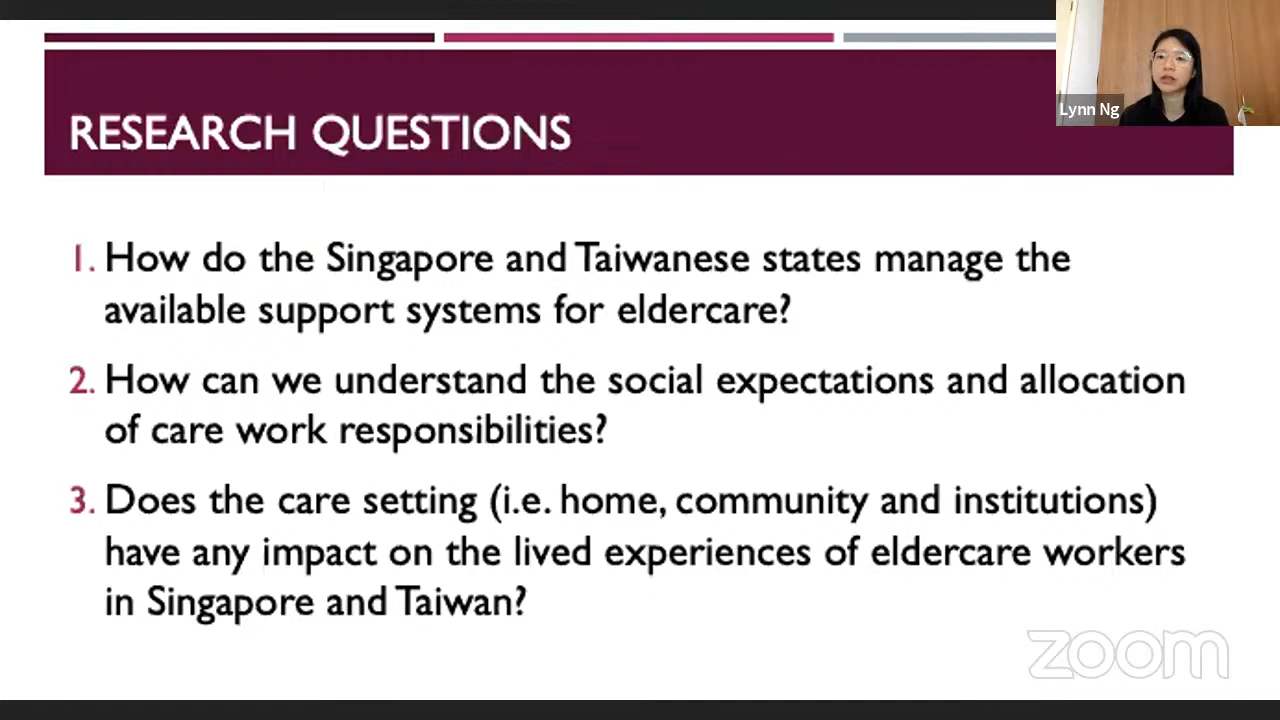 Lynn Ng
RESEARCH QUESTIONS
1. How do the Singapore and Taiwanese states manage the
available support systems for eldercare?
2. How can we understand the social expectations and allocation
of care work responsibilities?
3. Does the care setting (i.e. home, community and institutions)
have any impact on the lived experiences of eldercare workers
in Singapore and Taiwan?
zoom